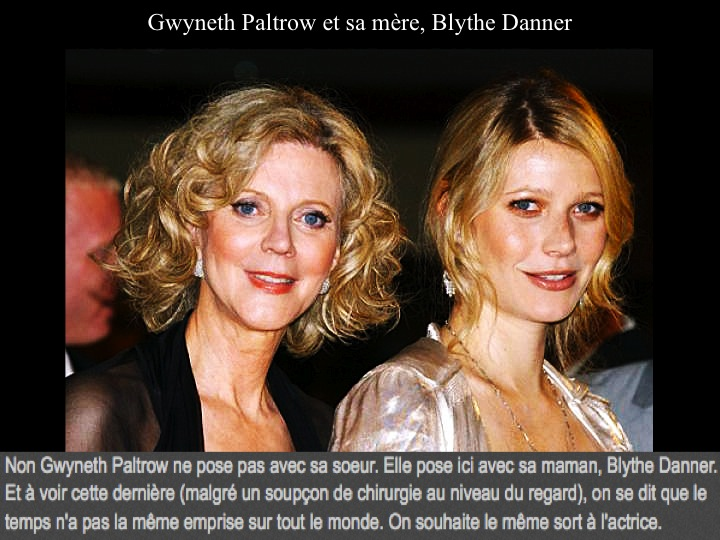 Gwyneth Paltrow et sa mère, Blythe Danner
Non Gwyneth Paltrow ne pose pas avec sa soeur. Elle pose ici avec sa maman, Blythe Danner.
Et à voir cette dernière (malgré un soupçon de chirurgie au niveau du regard), on se dit que le
temps n'a pas la même emprise sur tout le monde. On souhaite le même sort à l'actrice.